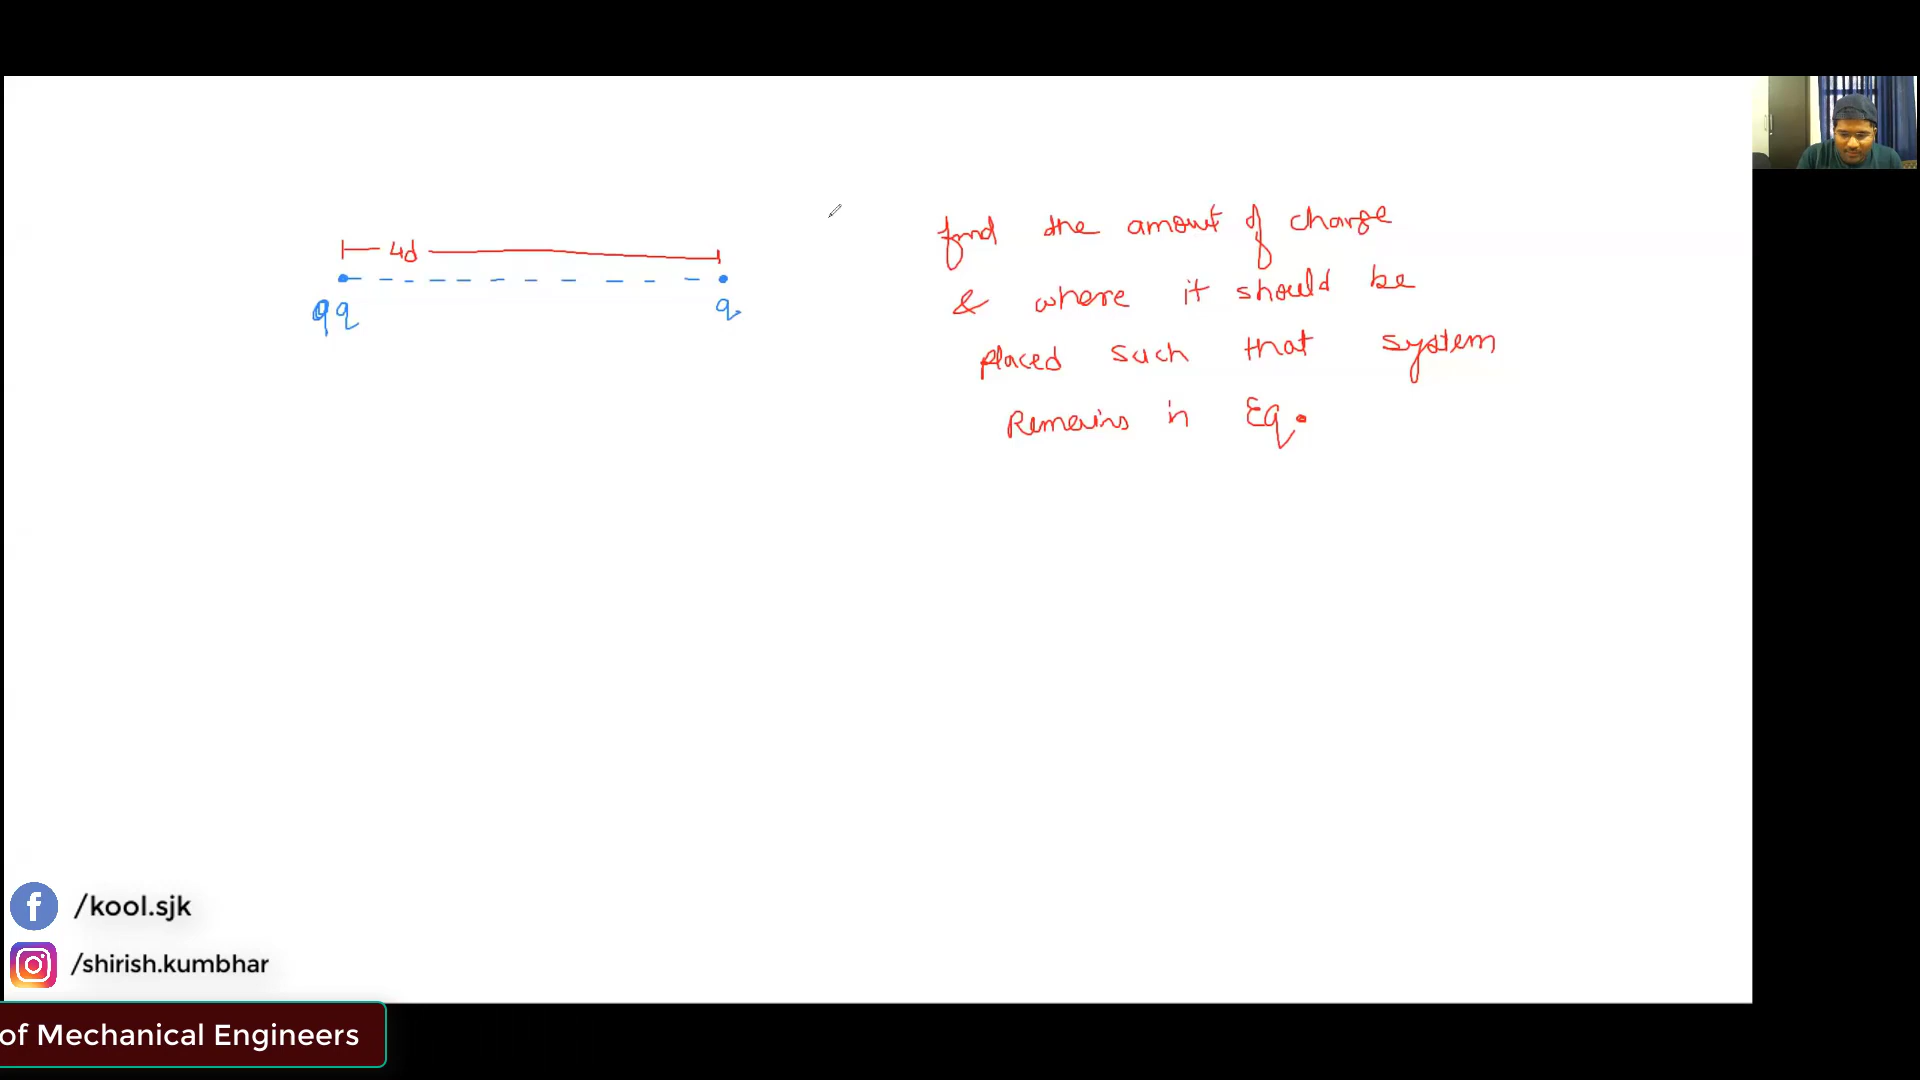 find the amount of charge
& where it should be
placed such that system
Remains in Eq.
4d
9q q
/kool.sjk
/shirish.kumbhar
of Mechanical Engineers